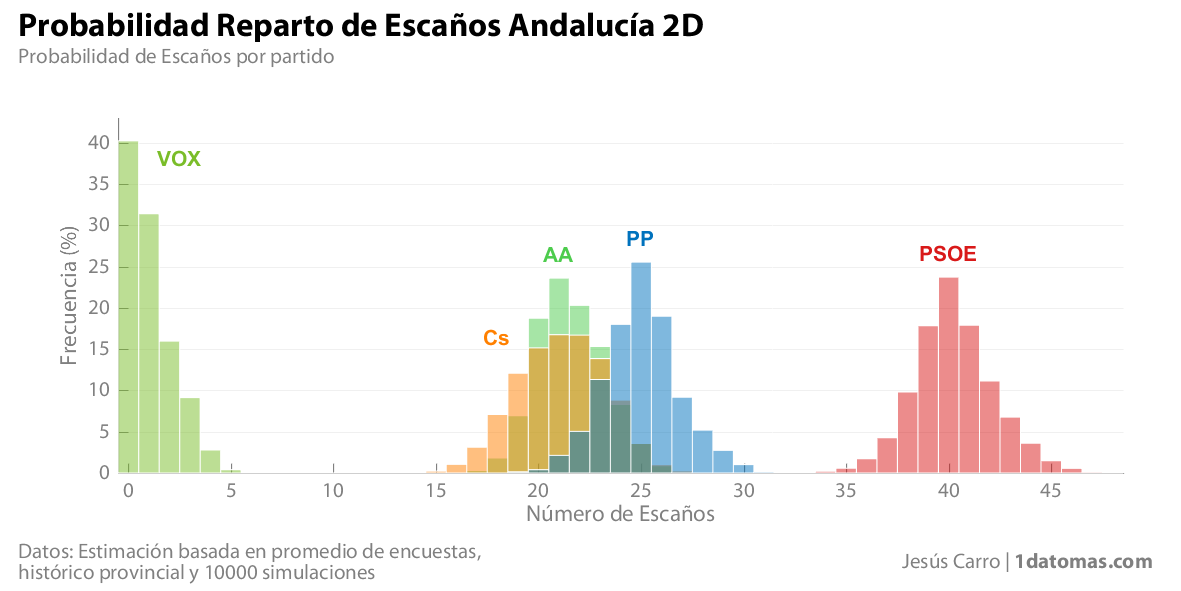 Probabilidad Reparto de Escaños Andalucía 2D
Probabilidad de Escaños por partido
40
35
30
25
20
15
10
5
0
Frecuencia (%)
VOX
Cs
AA
PP
PSOE
0 5 10 15 20 25 30 35 40 45
Número de Escaños
Datos: Estimación basada en promedio de encuestas,
histórico provincial y 10000 simulaciones
Jesús Carro | 1datomas.com